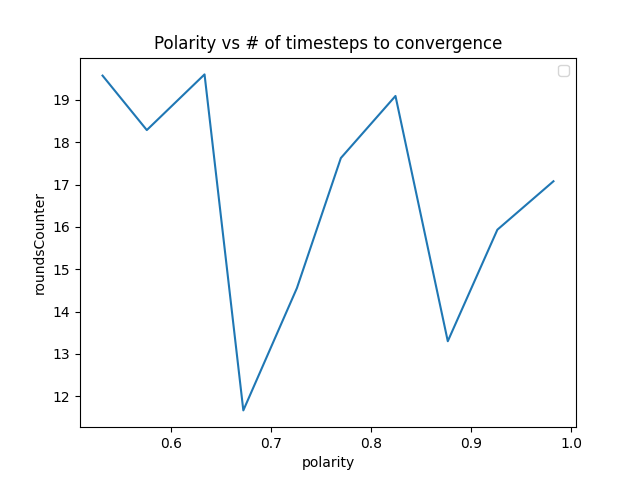 Polarity vs # of timesteps to convergence
roundsCounter
19
18
17
16
15
14
13
12
0.6 0.7 0.8 0.9 1.0
polarity